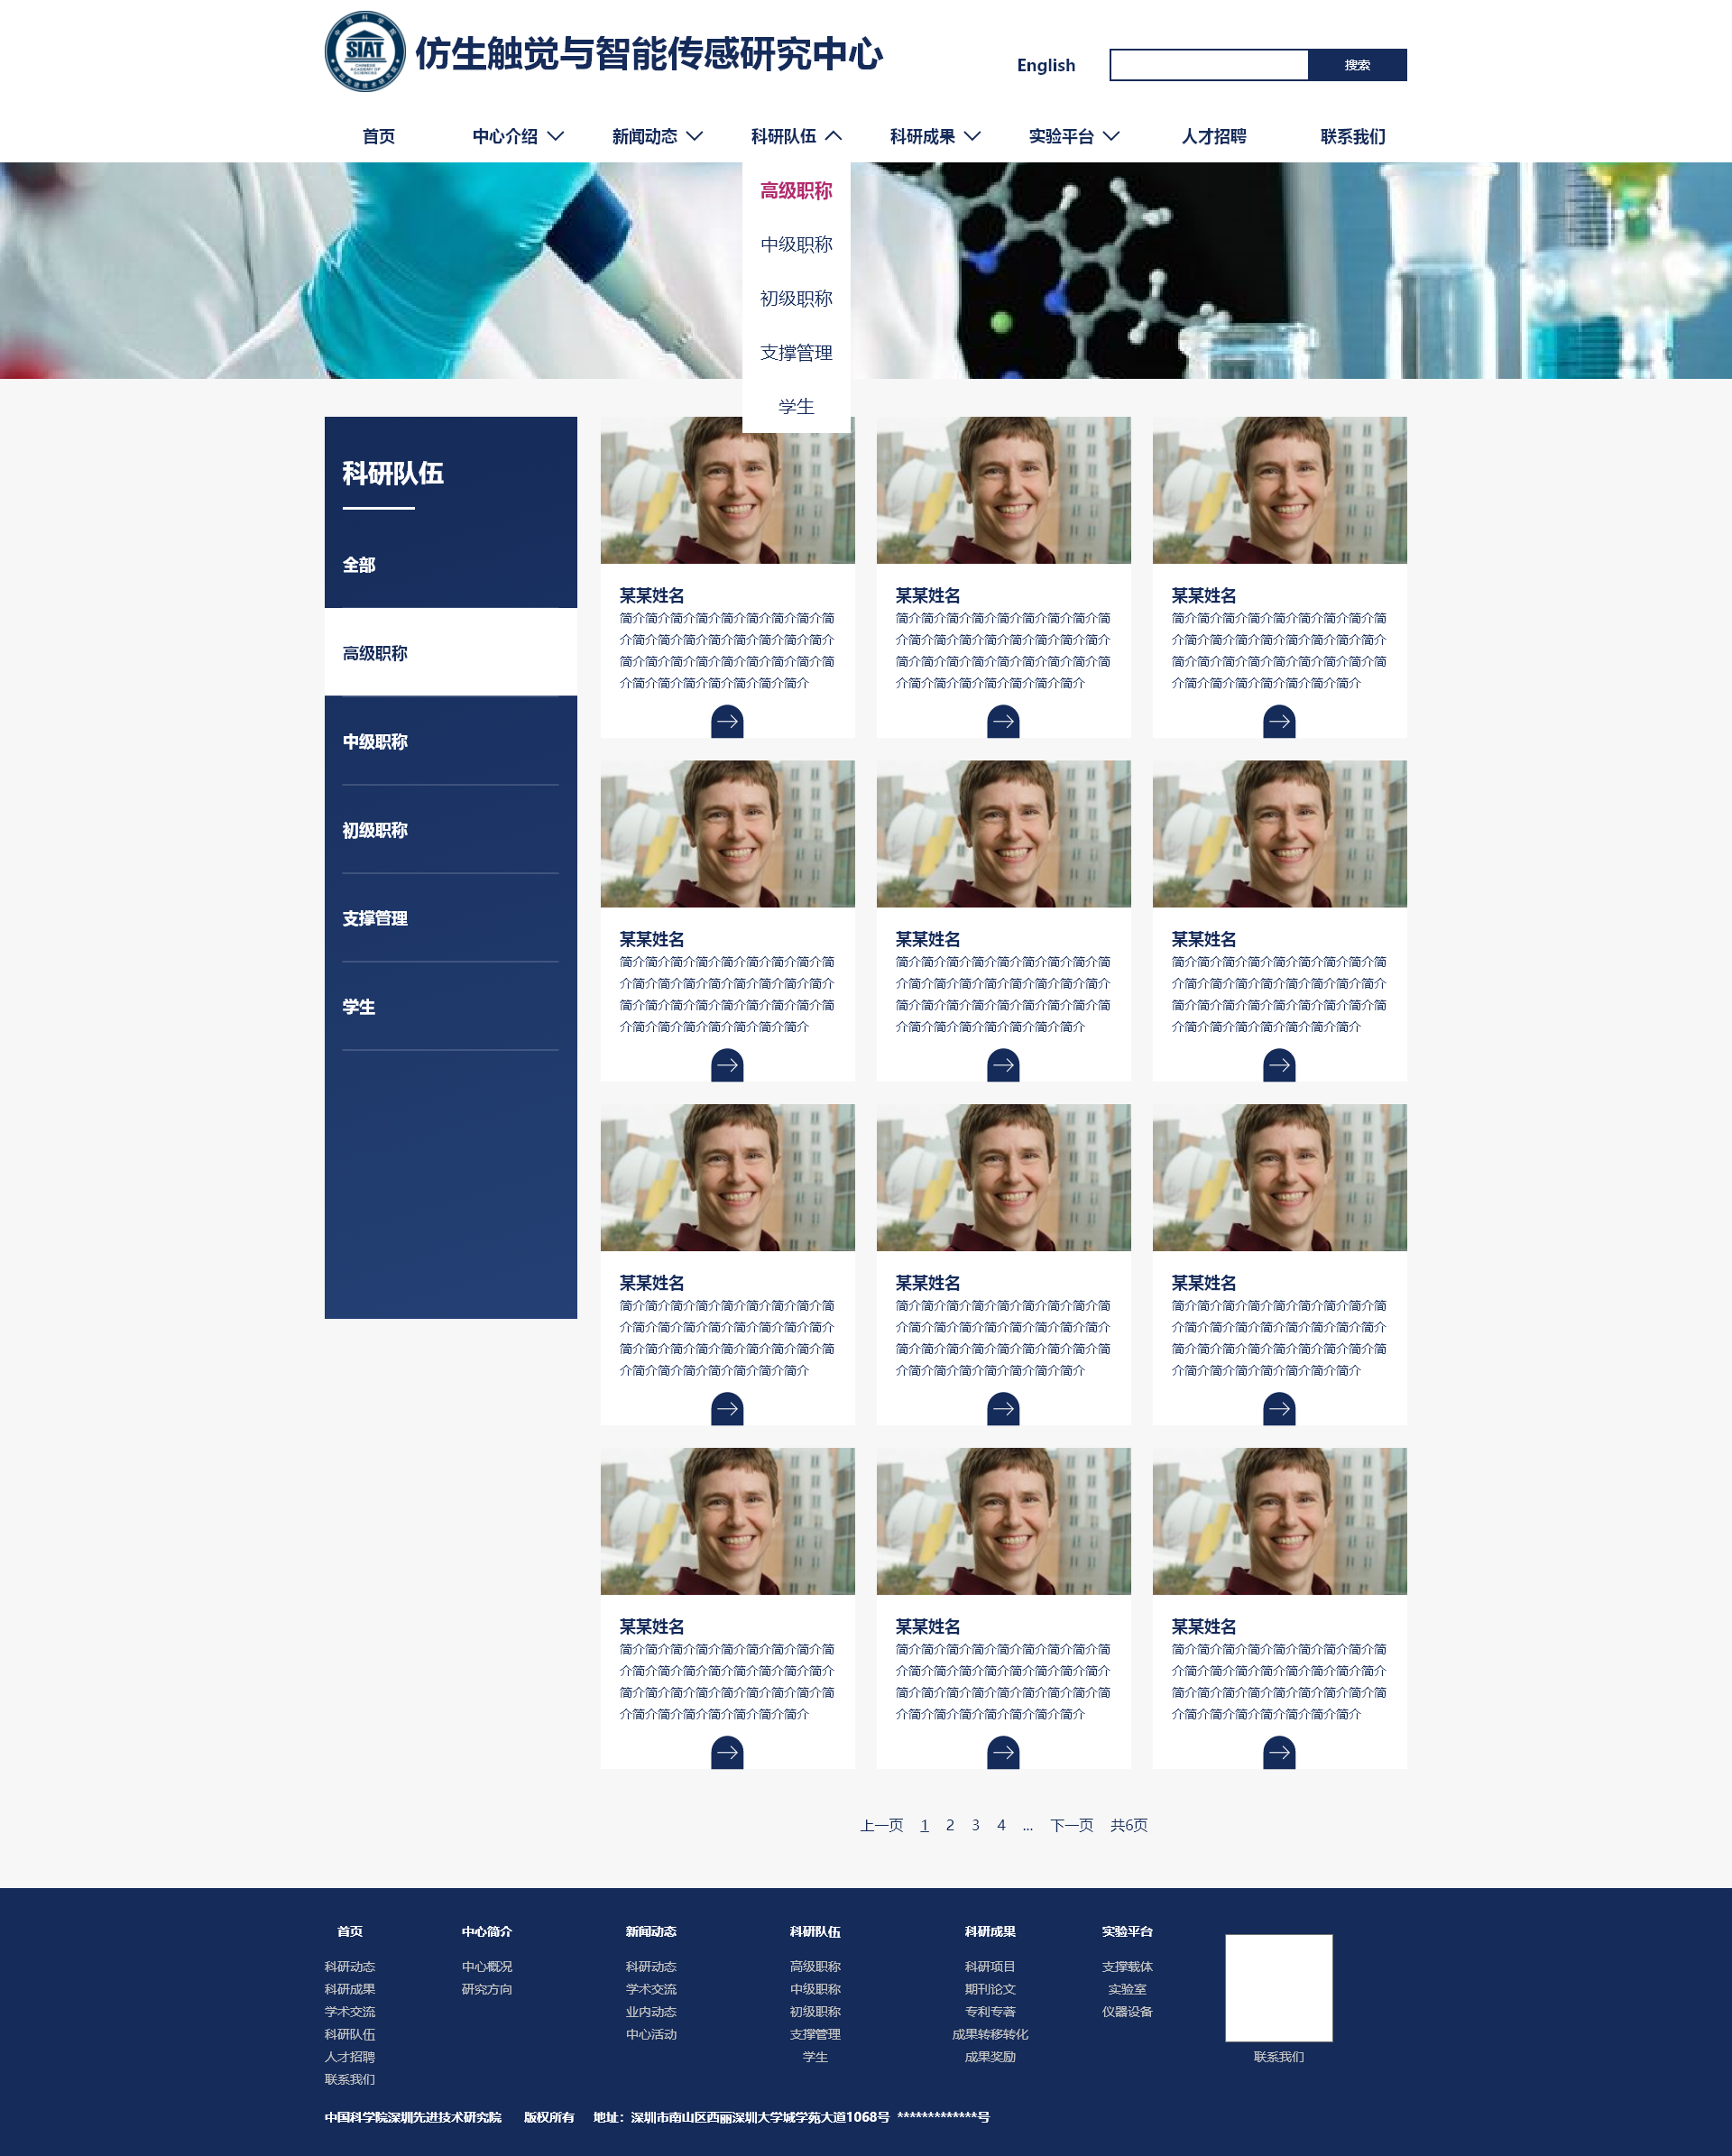 SIAT
仿生触觉与智能传感研究中心
English
搜索
首页 中心介绍 新闻动态 科研队伍 科研成果 实验平台 人才招聘 联系我们
高级职称
中级职称
初级职称
支撑管理
学生
科研队伍
全部
高级职称
中级职称
初级职称
支撑管理
学生
某某姓名 某某姓名 某某姓名
简介简介简介简介简介简介简介简介简 简介简介简介简介简介简介简介简介简 简介简介简介简介简介简介简介简介简
介简介简介简介简介简介简介简介简介 介简介简介简介简介简介简介简介简介 介简介简介简介简介简介简介简介简介
简介简介简介简介简介简介简介简介简 简介简介简介简介简介简介简介简介简 简介简介简介简介简介简介简介简介简
介简介简介简介简介简介简介简介 介简介简介简介简介简介简介简介 介简介简介简介简介简介简介简介
某某姓名 某某姓名 某某姓名
简介简介简介简介简介简介简介简介简 简介简介简介简介简介简介简介简介简 简介简介简介简介简介简介简介简介简
介简介简介简介简介简介简介简介简介 介简介简介简介简介简介简介简介简介 介简介简介简介简介简介简介简介简介
简介简介简介简介简介简介简介简介简 简介简介简介简介简介简介简介简介简 简介简介简介简介简介简介简介简介简
介简介简介简介简介简介简介简介 介简介简介简介简介简介简介简介 介简介简介简介简介简介简介简介
某某姓名 某某姓名 某某姓名
简介简介简介简介简介简介简介简介简 简介简介简介简介简介简介简介简介简 简介简介简介简介简介简介简介简介简
介简介简介简介简介简介简介简介简介 介简介简介简介简介简介简介简介简介 介简介简介简介简介简介简介简介简介
简介简介简介简介简介简介简介简介简 简介简介简介简介简介简介简介简介简 简介简介简介简介简介简介简介简介简
介简介简介简介简介简介简介简介 介简介简介简介简介简介简介简介 介简介简介简介简介简介简介简介
某某姓名 某某姓名 某某姓名
简介简介简介简介简介简介简介简介简 简介简介简介简介简介简介简介简介简 简介简介简介简介简介简介简介简介简
介简介简介简介简介简介简介简介简介 介简介简介简介简介简介简介简介简介 介简介简介简介简介简介简介简介简介
简介简介简介简介简介简介简介简介简 简介简介简介简介简介简介简介简介简 简介简介简介简介简介简介简介简介简
介简介简介简介简介简介简介简介 介简介简介简介简介简介简介简介 介简介简介简介简介简介简介简介
上一页 1 2 3 4 ... 下一页 共6页
首页 中心简介 新闻动态 科研队伍 科研成果 实验平台
科研动态 中心概况 科研动态 高级职称 科研项目 支撑载体
科研成果 研究方向 学术交流 中级职称 期刊论文 实验室
学术交流 业内动态 初级职称 专利专著 仪器设备
科研队伍 中心活动 支撑管理 成果转移转化
人才招聘 学生 成果奖励 联系我们
联系我们
中国科学院深圳先进技术研究院 版权所有 地址：深圳市南山区西丽深圳大学城学苑大道1068号 *************号